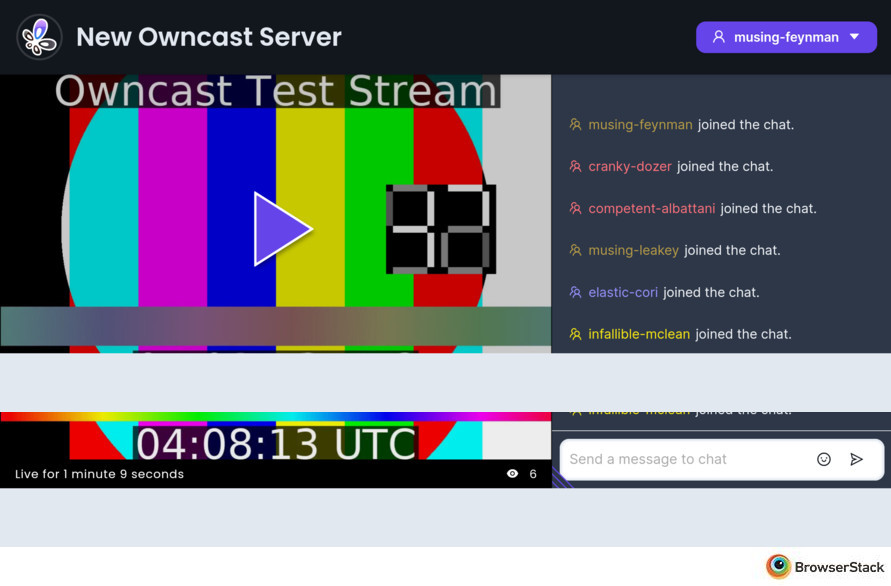 New Owncast Server
musing-feynman
Owncast Test Stream
musing-feynman joined the chat.
cranky-dozer joined the chat.
competent-albattani joined the chat.
musing-leakey joined the chat.
elastic-cori joined the chat.
infallible-mclean joined the chat.
infallible-mclean joined the chat.
04:08:13 UTC
Live for 1 minute 9 seconds
6
Send a message to chat
BrowserStack